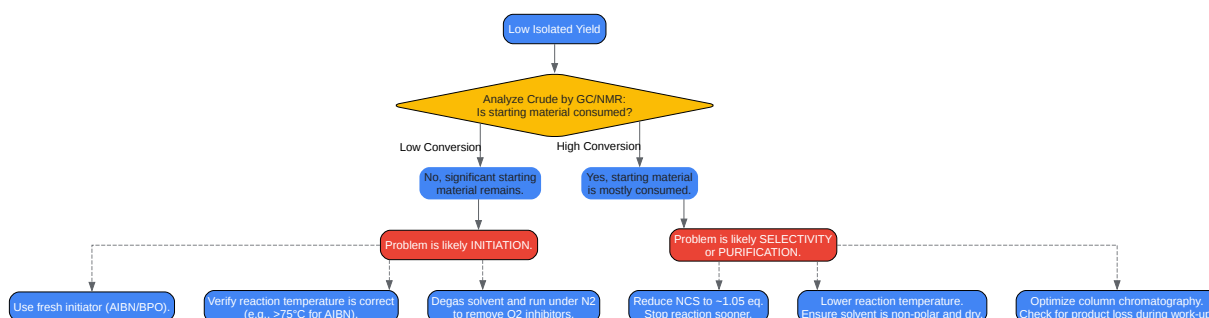 Low Isolated Yield
Analyze Crude by GC/NMR:
Is starting material consumed?
Low Conversion
High Conversion
No, significant starting
material remains.
Yes, starting material
is mostly consumed.
Problem is likely INITIATION.
Problem is likely SELECTIVITY
or PURIFICATION.
Use fresh initiator (AIBN/BPO).
Verify reaction temperature is correct
(e.g., >75°C for AIBN).
Degas solvent and run under N2
to remove O2 inhibitors.
Reduce NCS to ~1.05 eq.
Stop reaction sooner.
Lower reaction temperature.
Ensure solvent is non-polar and dry.
Optimize column chromatography.
Check for product loss during work-up